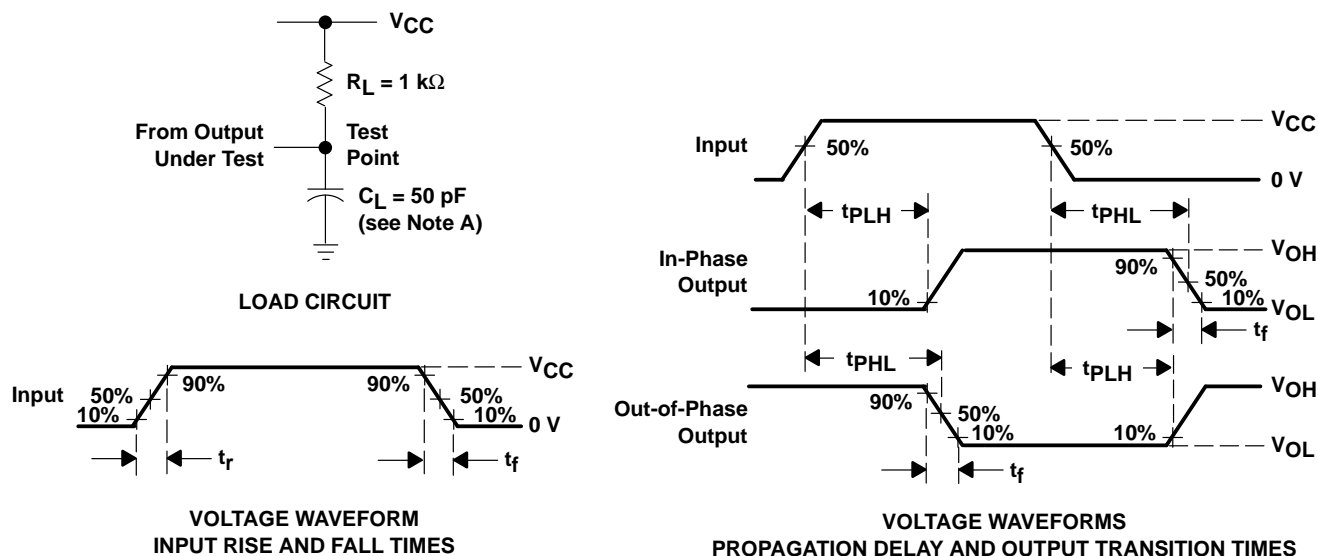 VCC
RL = 1 kΩ
From Output
Under Test
Test
Point
CL = 50 pF
(see Note A)
LOAD CIRCUIT
Input
50%
10%
90%
90%
50%
10%
VCC
0 V
tr
tf
VOLTAGE WAVEFORM
INPUT RISE AND FALL TIMES
Input
50%
50%
VCC
0 V
tPLH
tPHL
In-Phase
Output
10%
90%
50%
10%
VOH
VOL
tf
tPHL
tPLH
Out-of-Phase
Output
90%
50%
10%
10%
VOH
VOL
tf
VOLTAGE WAVEFORMS
PROPAGATION DELAY AND OUTPUT TRANSITION TIMES